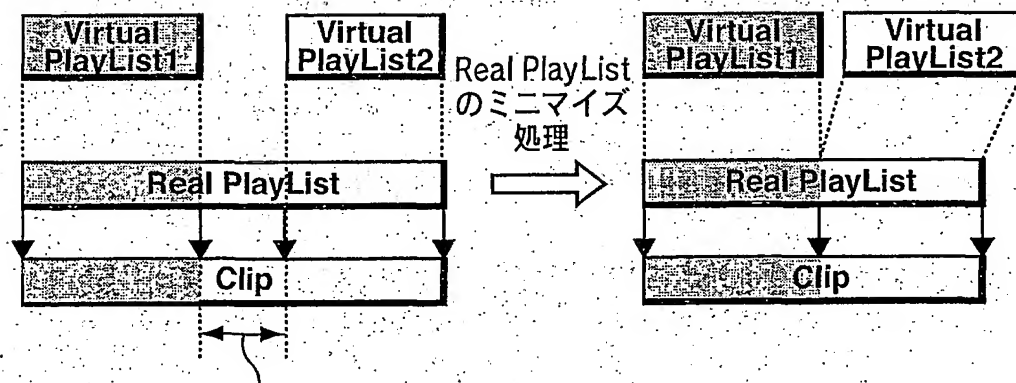 Virtual
PlayList1
Virtual
PlayList2
Real PlayList
のミニマイズ
処理
Virtual
PlayList1
Virtual
PlayList2
Real PlayList
Real PlayList
Clip
Clip